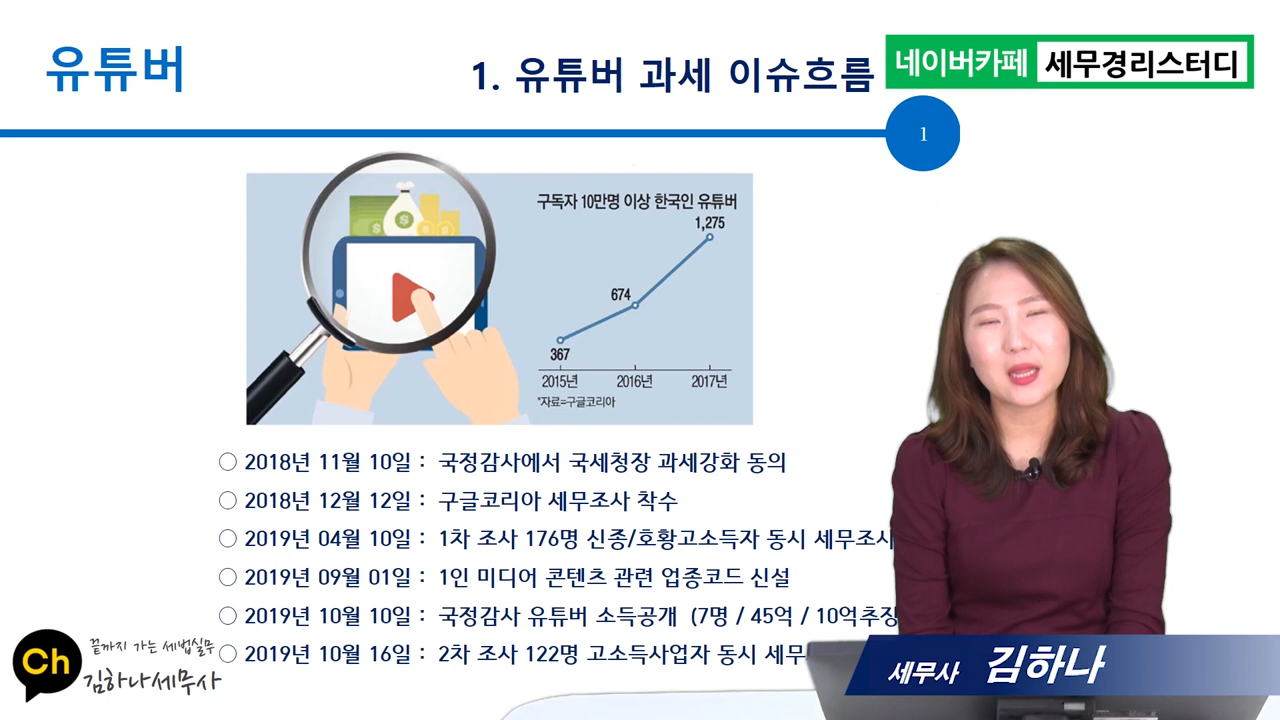 유튜버
1. 유튜버 과세 이슈흐름
네이버카페 세무경리스터디
1
구독자 10만명 이상 한국인 유튜버
1,275
674
367
2015년 2016년 2017년
*자료=구글코리아
○ 2018년 11월 10일 : 국정감사에서 국세청장 과세강화 동의
○ 2018년 12월 12일 : 구글코리아 세무조사 착수
○ 2019년 04월 10일 : 1차 조사 176명 신종/호황고소득자 동시 세무조사
○ 2019년 09월 01일 : 1인 미디어 콘텐츠 관련 업종코드 신설
○ 2019년 10월 10일 : 국정감사 유튜버 소득공개 (7명 / 45억 / 10억추징
○ 2019년 10월 16일 : 2차 조사 122명 고소득사업자 동시 세무
Ch
끝까지 가는 세법실무
김하나세무사
세무사 김하나